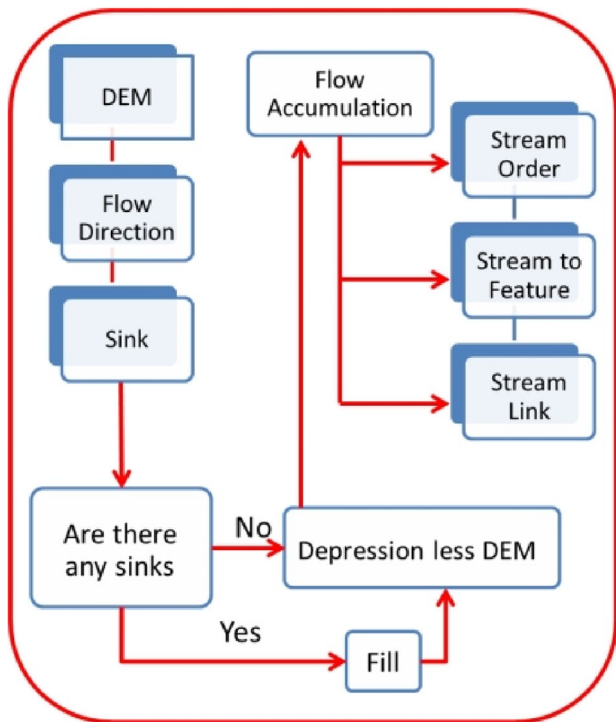 DEM
Flow
Direction
Sink
Are there
any sinks
No
Yes
Fill
Depression less DEM
Flow
Accumulation
Stream
Order
Stream to
Feature
Stream
Link